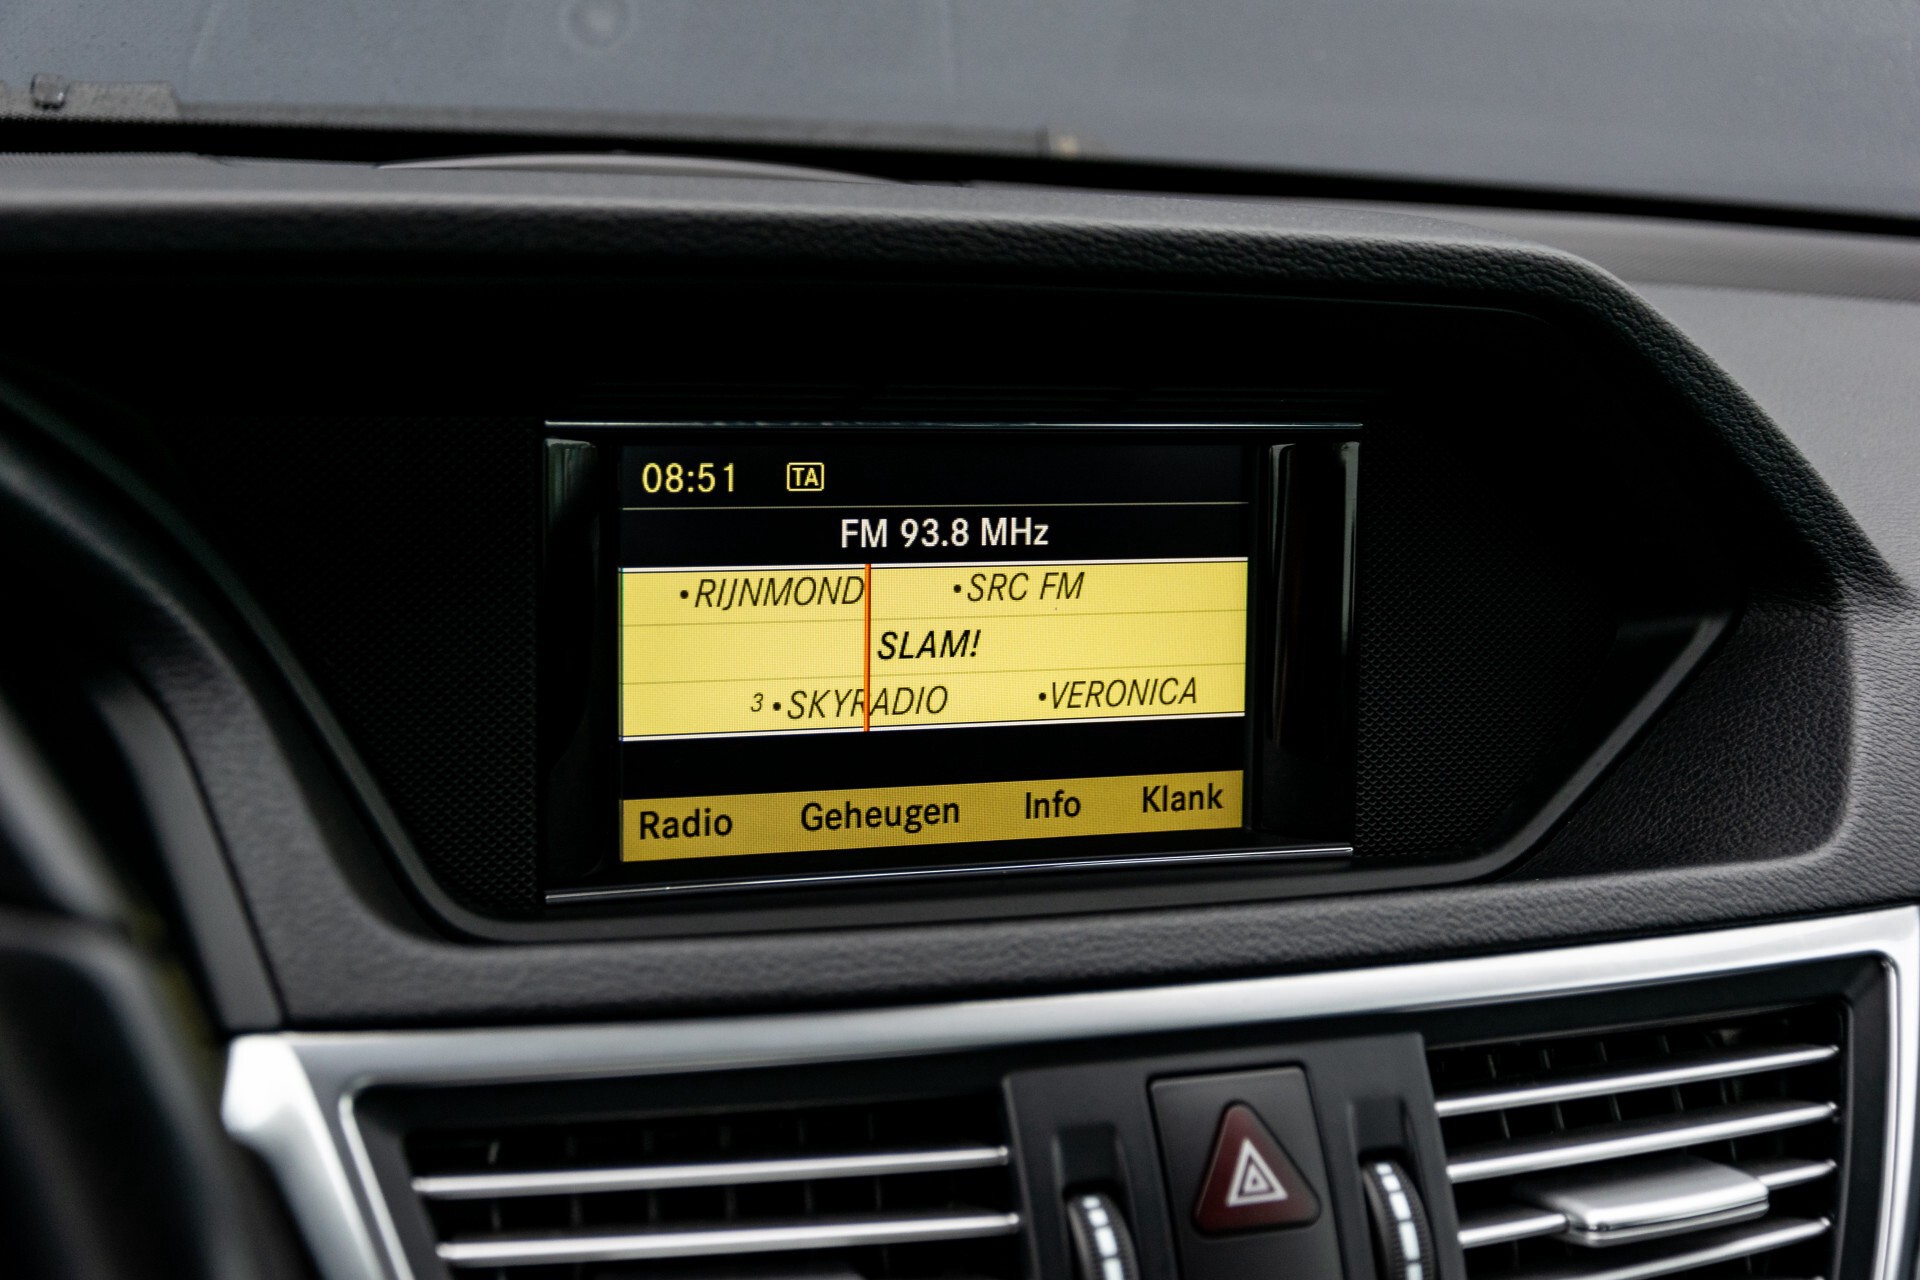 08:51 TA
FM 93.8 MHz
•RIJNMOND •SRC FM
SLAM!
3 •SKYRADIO •VERONICA
Radio Geheugen Info Klank